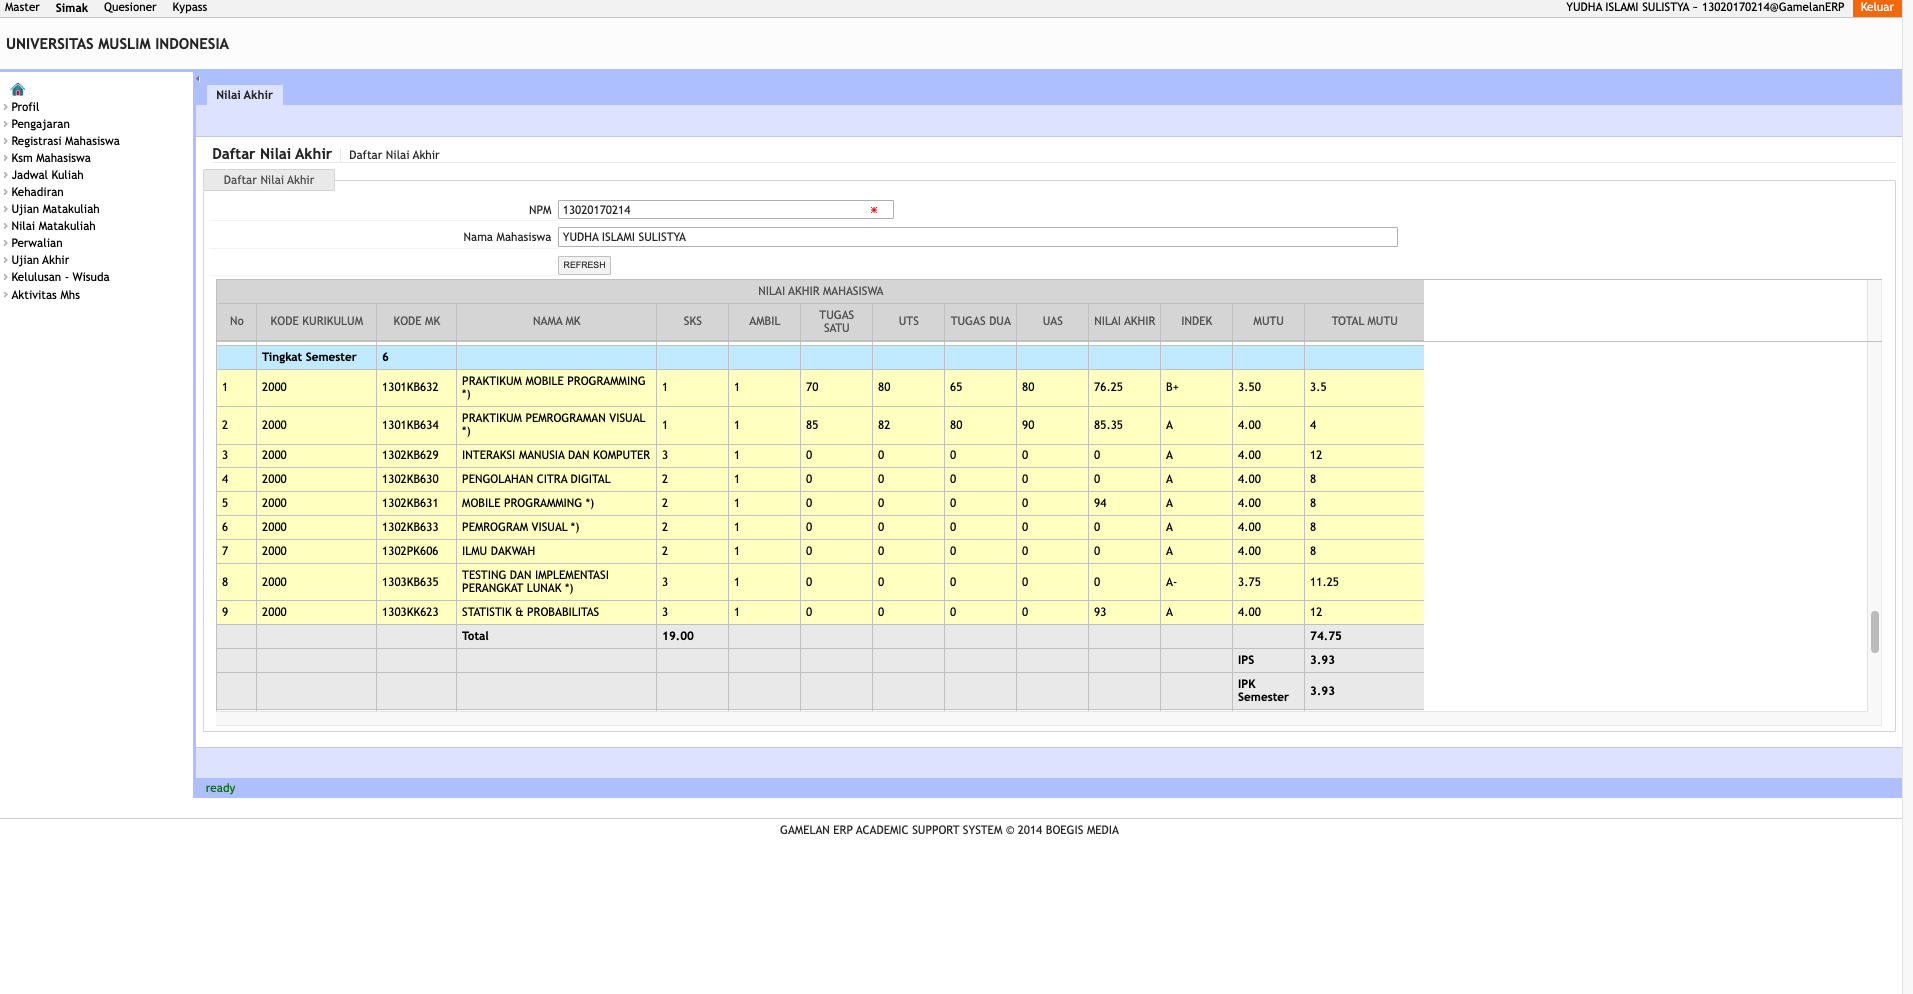 Master Simak Quesioner Kypass YUDHA ISLAMI SULISTYA - 13020170214@GamelanERP Keluar
UNIVERSITAS MUSLIM INDONESIA
Profil
Pengajaran
Registrasi Mahasiswa
Ksm Mahasiswa
Jadwal Kuliah
Kehadiran
Ujian Matakuliah
Nilai Matakuliah
Perwalian
Ujian Akhir
Kelulusan - Wisuda
Aktivitas Mhs
Nilai Akhir
Daftar Nilai Akhir Daftar Nilai Akhir
Daftar Nilai Akhir
NPM 13020170214
Nama Mahasiswa YUDHA ISLAMI SULISTYA
REFRESH
NILAI AKHIR MAHASISWA
No KODE KURIKULUM KODE MK NAMA MK SKS AMBIL TUGAS SATU UTS TUGAS DUA UAS NILAI AKHIR INDEK MUTU TOTAL MUTU
Tingkat Semester 6
1 2000 1301KB632 PRAKTIKUM MOBILE PROGRAMMING *) 1 1 70 80 65 80 76.25 B+ 3.50 3.5
2 2000 1301KB634 PRAKTIKUM PEMROGRAMAN VISUAL *) 1 1 85 82 80 90 85.35 A 4.00 4
3 2000 1302KB629 INTERAKSI MANUSIA DAN KOMPUTER 3 1 0 0 0 0 0 A 4.00 12
4 2000 1302KB630 PENGOLAHAN CITRA DIGITAL 2 1 0 0 0 0 0 A 4.00 8
5 2000 1302KB631 MOBILE PROGRAMMING *) 2 1 0 0 0 0 94 A 4.00 8
6 2000 1302KB633 PEMROGRAM VISUAL *) 2 1 0 0 0 0 0 A 4.00 8
7 2000 1302PK606 ILMU DAKWAH 2 1 0 0 0 0 0 A 4.00 8
8 2000 1303KB635 TESTING DAN IMPLEMENTASI PERANGKAT LUNAK *) 3 1 0 0 0 0 0 A- 3.75 11.25
9 2000 1303KK623 STATISTIK & PROBABILITAS 3 1 0 0 0 0 93 A 4.00 12
Total 19.00 74.75
IPS 3.93
IPK Semester 3.93
ready
GAMELAN ERP ACADEMIC SUPPORT SYSTEM © 2014 BOEGIS MEDIA